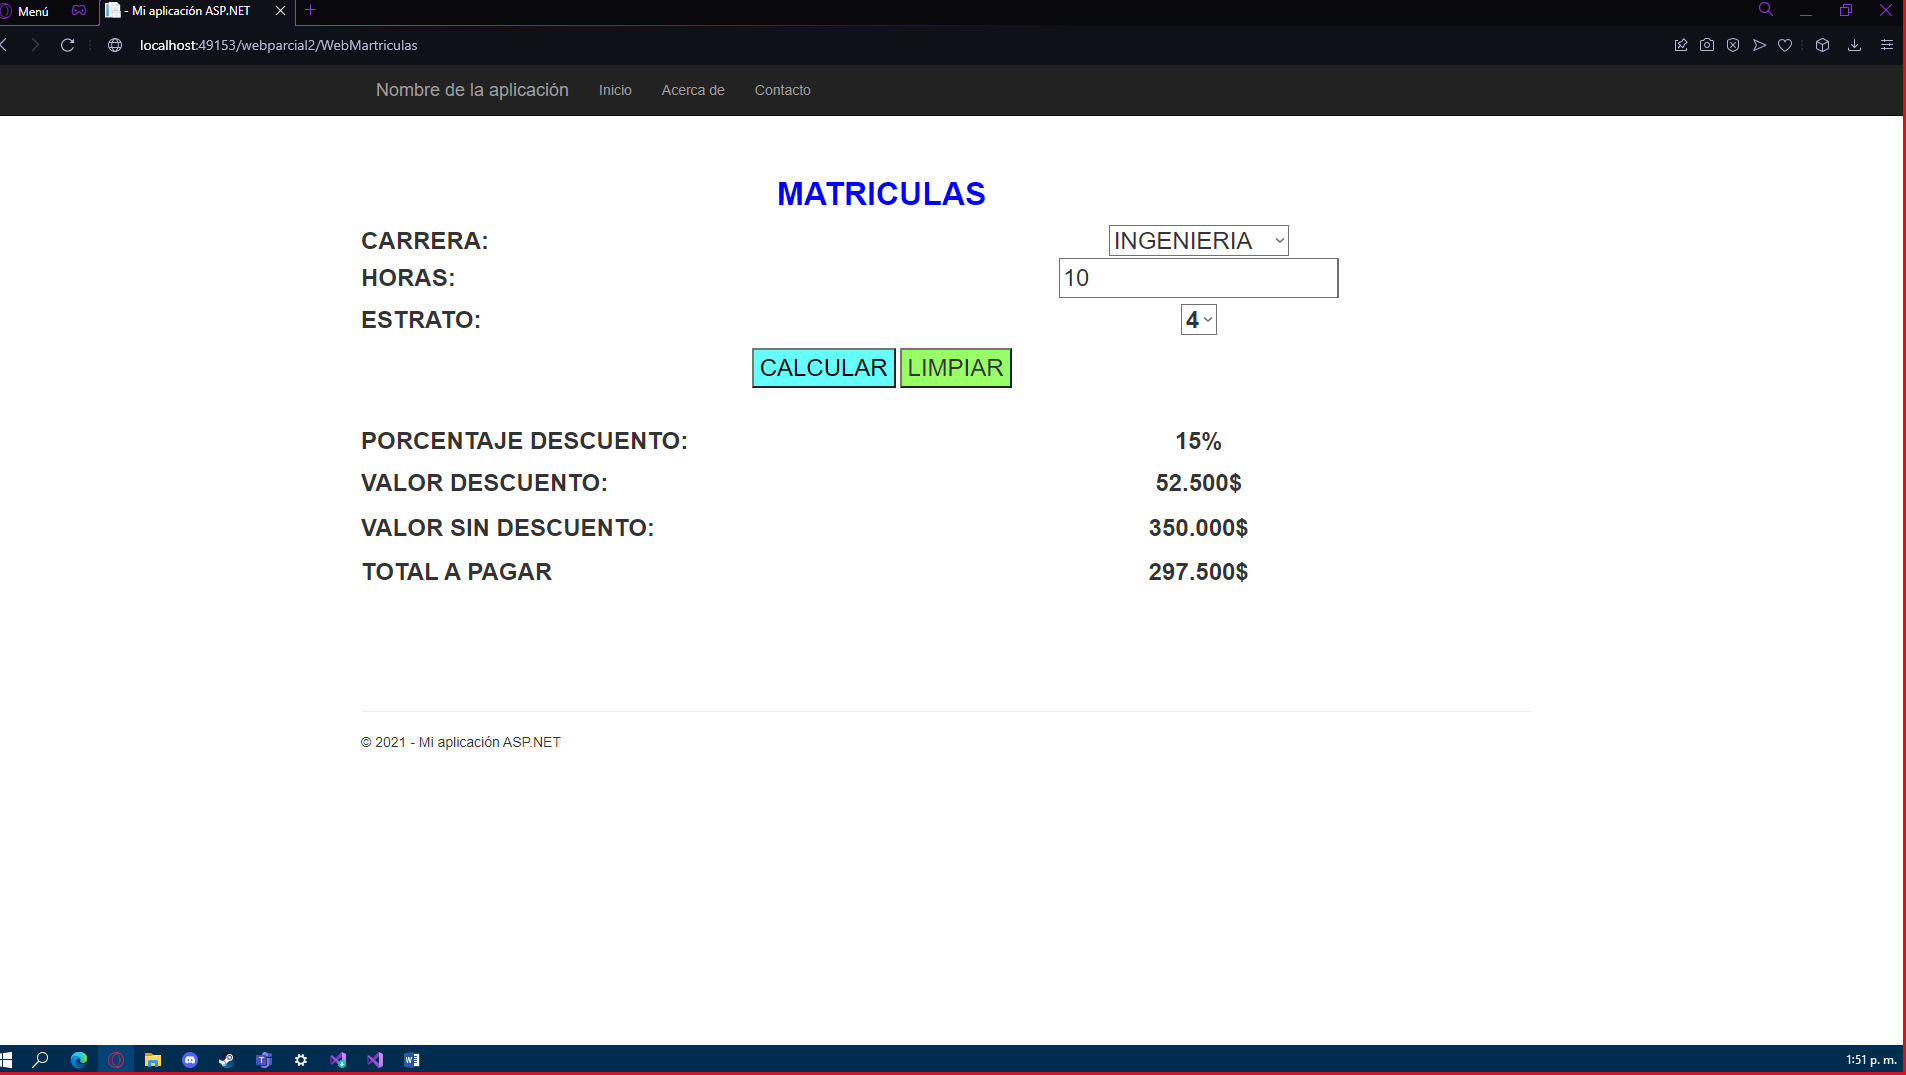 Menú
- Mi aplicación ASP.NET
localhost:49153/webparcial2/WebMartriculas
Nombre de la aplicación Inicio Acerca de Contacto
MATRICULAS
CARRERA: INGENIERIA
HORAS: 10
ESTRATO: 4
CALCULAR LIMPIAR
PORCENTAJE DESCUENTO: 15%
VALOR DESCUENTO: 52.500$
VALOR SIN DESCUENTO: 350.000$
TOTAL A PAGAR 297.500$
© 2021 - Mi aplicación ASP.NET
1:51 p. m.